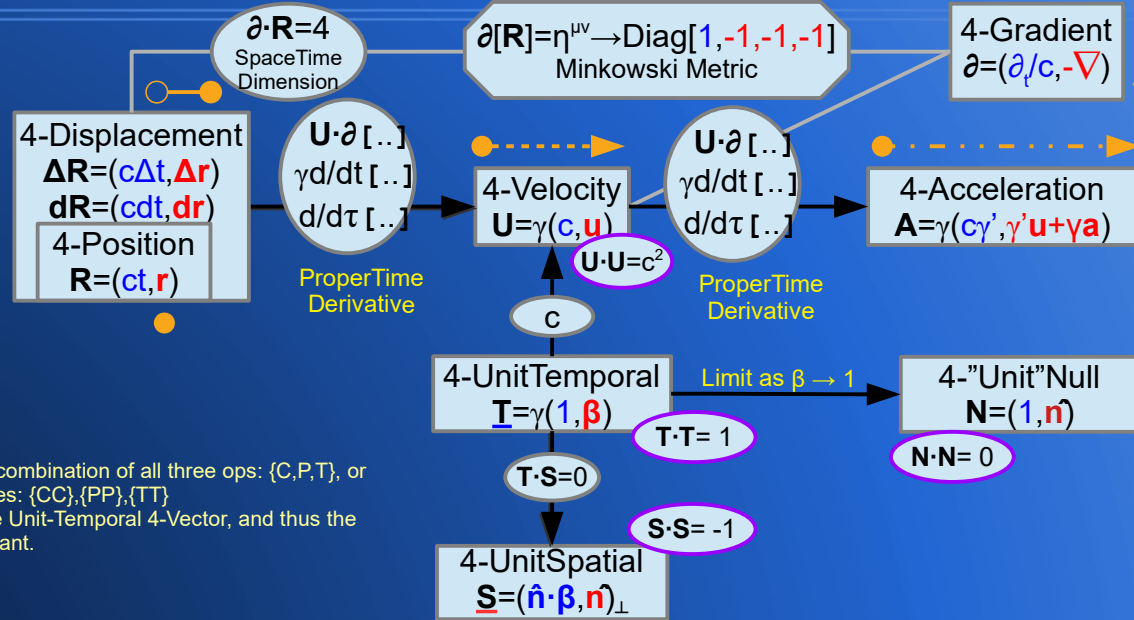 ∂·R=4
SpaceTime
Dimension
∂[R]=η^μν→Diag[1,-1,-1,-1]
Minkowski Metric
4-Gradient
∂=(∂ₜ/c,-∇)
4-Displacement
ΔR=(cΔt,Δr)
dR=(cdt,dr)
4-Position
R=(ct,r)
U·∂[..]
γd/dt[..]
d/dτ[..]
ProperTime
Derivative
4-Velocity
U=γ(c,u)
U·U=c²
U·∂[..]
γd/dt[..]
d/dτ[..]
ProperTime
Derivative
4-Acceleration
A=γ(cγ',γ'u+γa)
c
4-UnitTemporal
T=γ(1,β)
T·T= 1
Limit as β → 1
4-"Unit"Null
N=(1,n̂)
N·N= 0
combination of all three ops: {C,P,T}, or
es: {CC},{PP},{TT}
e Unit-Temporal 4-Vector, and thus the
ant.
T·S=0
S·S= -1
4-UnitSpatial
S=(n̂·β,n̂)⊥